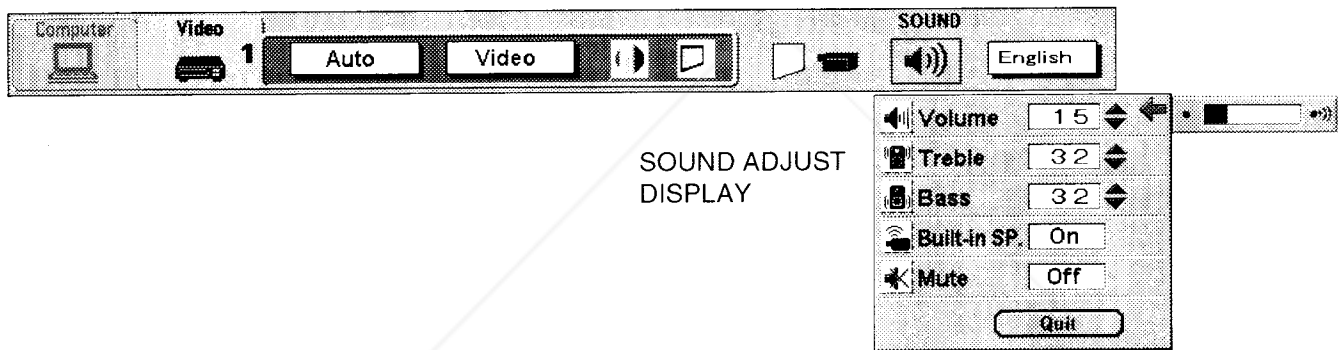 Computer
Video
SOUND
1
Auto
Video
English
Volume 15
SOUND ADJUST
DISPLAY
Treble 32
Bass 32
Built-in SP. On
Mute Off
Quit